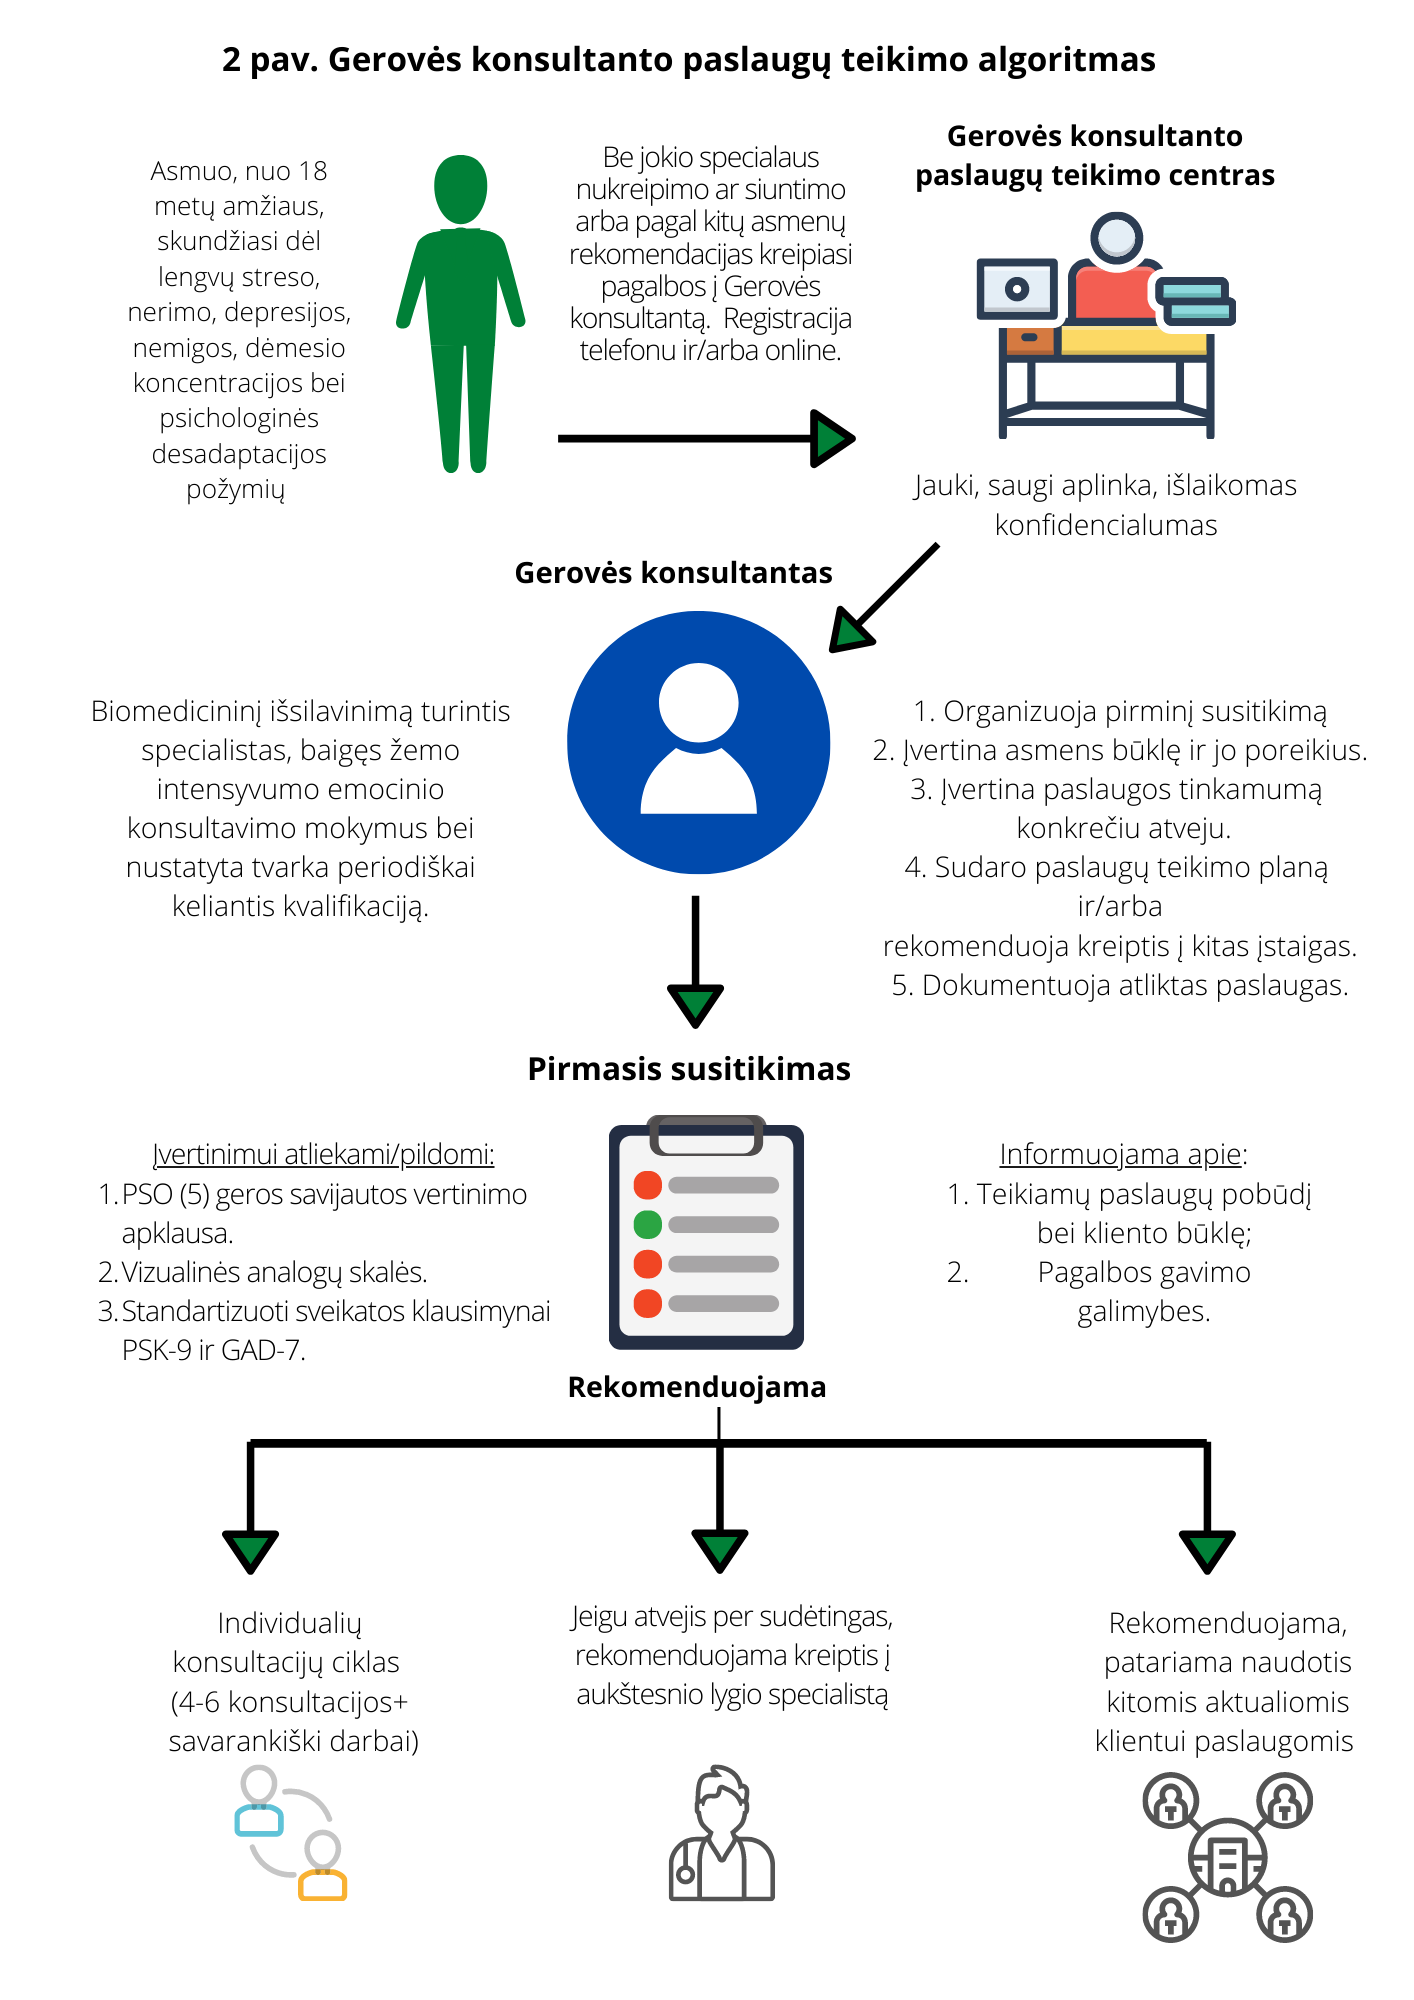 2 pav. Gerovės konsultanto paslaugų teikimo algoritmas
Asmuo, nuo 18
metų amžiaus,
skundžiasi dėl
lengvų streso,
nerimo, depresijos,
nemigos, dėmesio
koncentracijos bei
psichologinės
desadaptacijos
požymių
Be jokio specialaus
nukreipimo ar siuntimo
arba pagal kitų asmenų
rekomendacijas kreipiasi
pagalbos į Gerovės
konsultantą. Registracija
telefonu ir/arba online.
Gerovės konsultanto
paslaugų teikimo centras
Jauki, saugi aplinka, išlaikomas
konfidencialumas
Gerovės konsultantas
Biomedicininį išsilavinimą turintis
specialistas, baigęs žemo
intensyvumo emocinio
konsultavimo mokymus bei
nustatyta tvarka periodiškai
keliantis kvalifikaciją.
1. Organizuoja pirminį susitikimą
2. Įvertina asmens būklę ir jo poreikius.
3. Įvertina paslaugos tinkamumą
konkrečiu atveju.
4. Sudaro paslaugų teikimo planą
ir/arba
rekomenduoja kreiptis į kitas įstaigas.
5. Dokumentuoja atliktas paslaugas.
Pirmasis susitikimas
Įvertinimui atliekami/pildomi:
1. PSO (5) geros savijautos vertinimo
apklausa.
2. Vizualinės analogų skalės.
3. Standartizuoti sveikatos klausimynai
PSK-9 ir GAD-7.
Informuojama apie:
1. Teikiamų paslaugų pobūdį
bei kliento būklę;
2. Pagalbos gavimo
galimybes.
Rekomenduojama
Individualių
konsultacijų ciklas
(4-6 konsultacijos+
savarankiški darbai)
Jeigu atvejis per sudėtingas,
rekomenduojama kreiptis į
aukštesnio lygio specialistą
Rekomenduojama,
patariama naudotis
kitomis aktualiomis
klientui paslaugomis